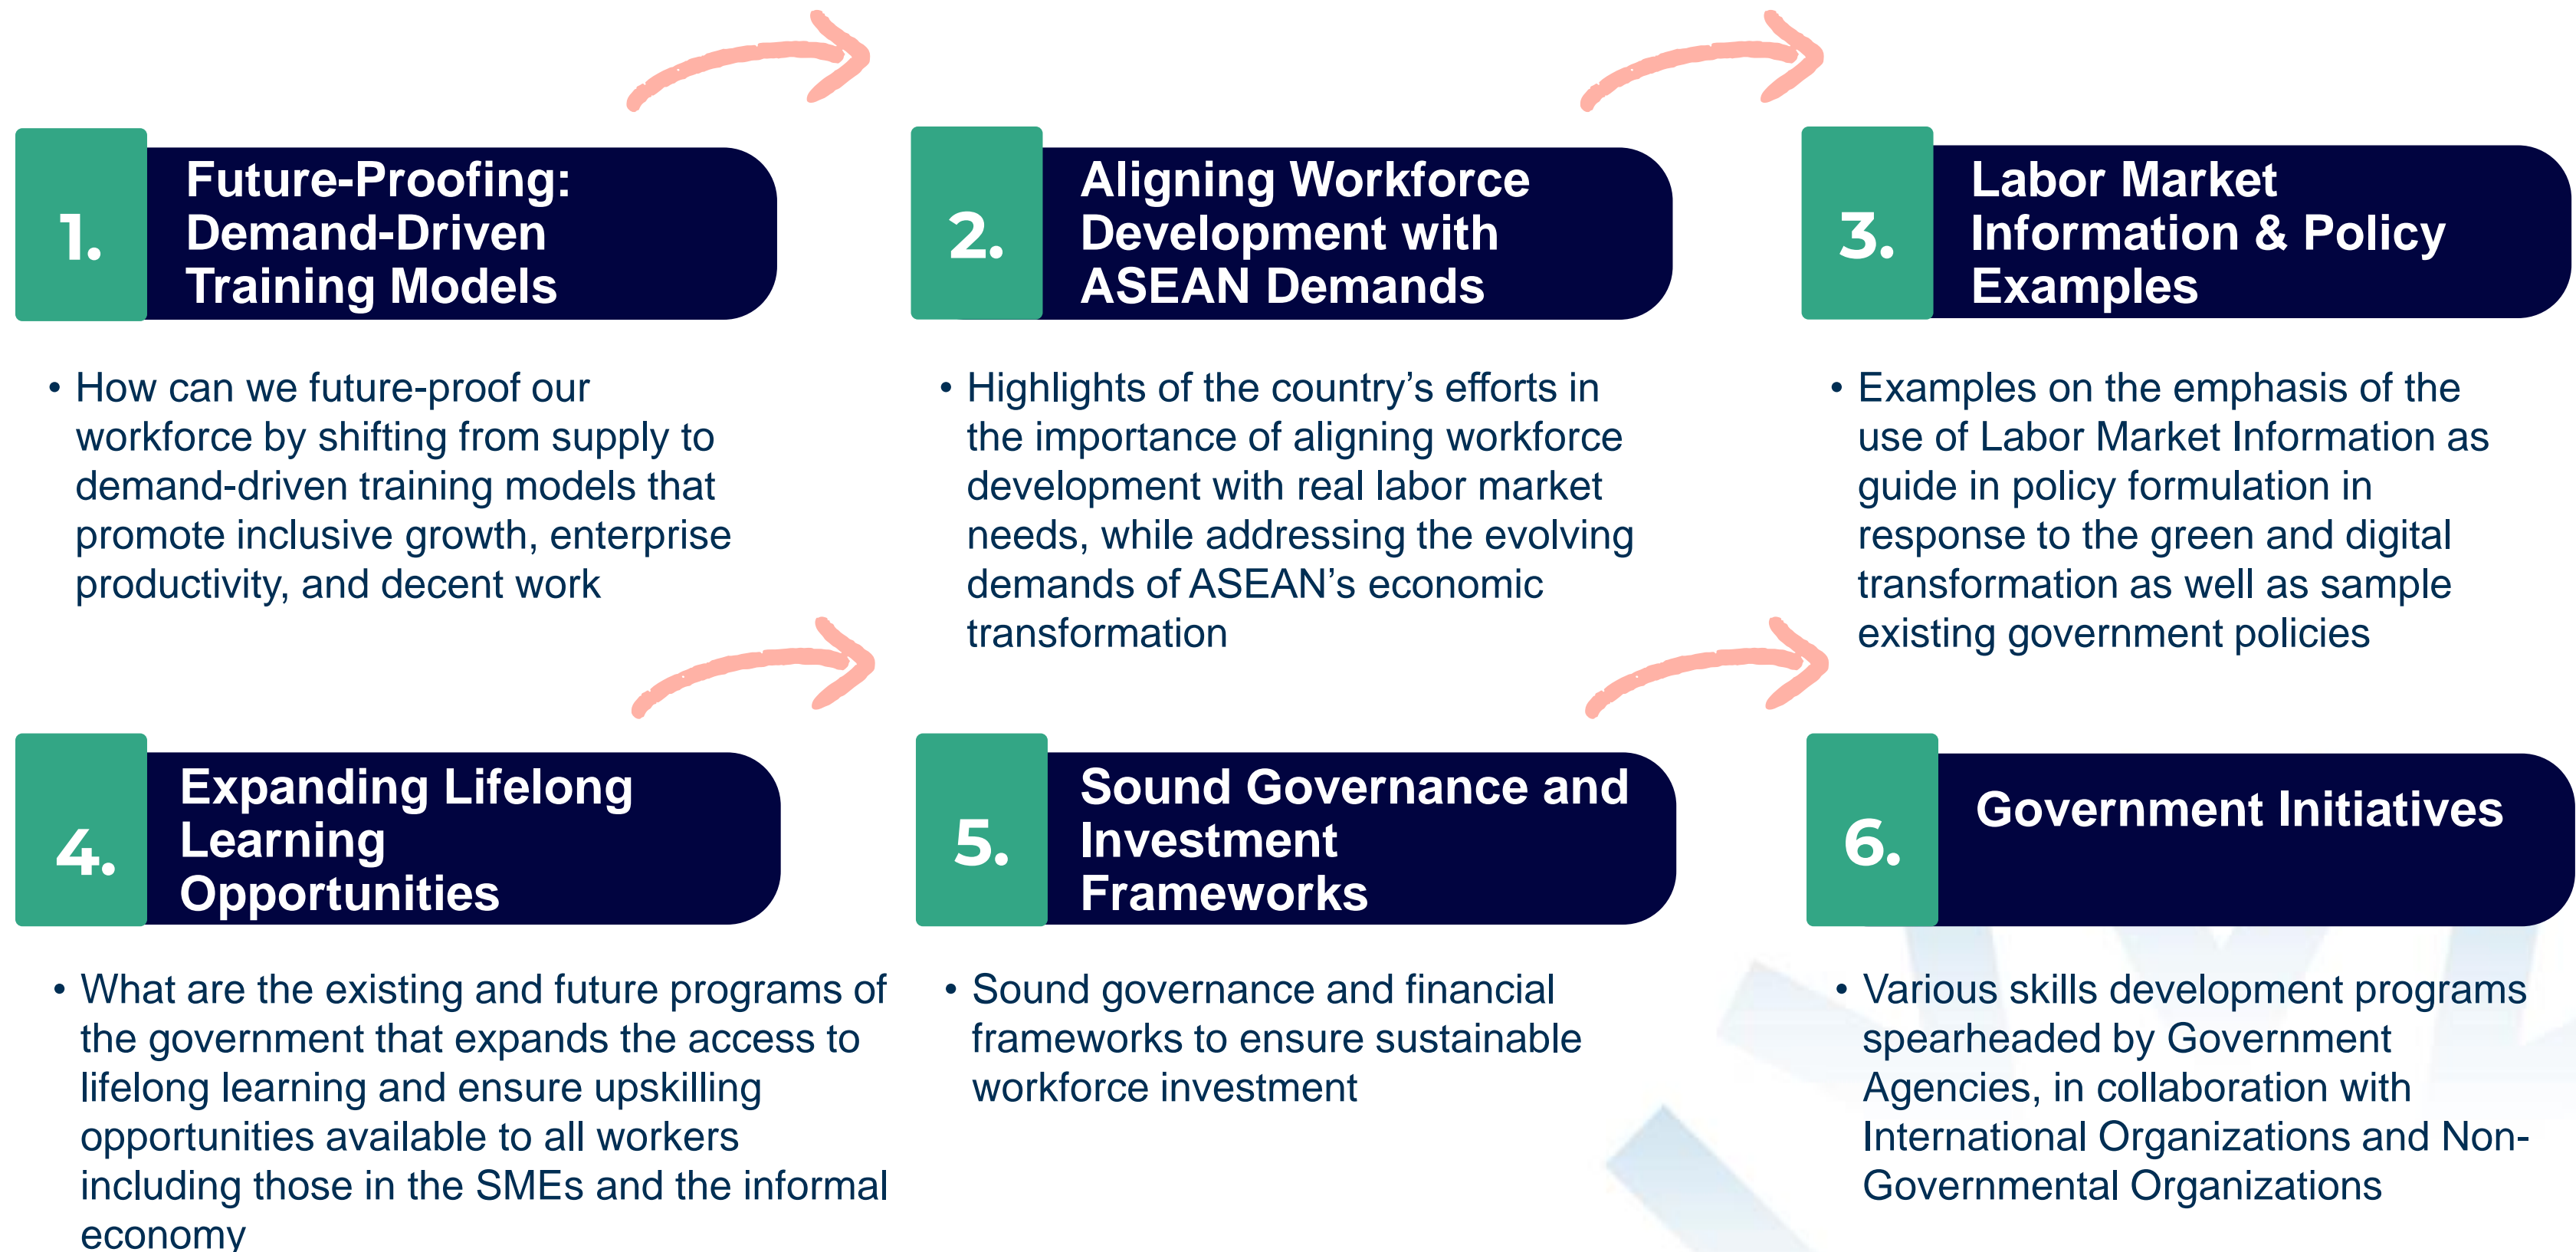 1.
Future-Proofing:
Demand-Driven
Training Models
• How can we future-proof our
workforce by shifting from supply to
demand-driven training models that
promote inclusive growth, enterprise
productivity, and decent work
2.
Aligning Workforce
Development with
ASEAN Demands
• Highlights of the country’s efforts in
the importance of aligning workforce
development with real labor market
needs, while addressing the evolving
demands of ASEAN’s economic
transformation
3.
Labor Market
Information & Policy
Examples
• Examples on the emphasis of the
use of Labor Market Information as
guide in policy formulation in
response to the green and digital
transformation as well as sample
existing government policies
4.
Expanding Lifelong
Learning
Opportunities
• What are the existing and future programs of
the government that expands the access to
lifelong learning and ensure upskilling
opportunities available to all workers
including those in the SMEs and the informal
economy
5.
Sound Governance and
Investment
Frameworks
• Sound governance and financial
frameworks to ensure sustainable
workforce investment
6.
Government Initiatives
• Various skills development programs
spearheaded by Government
Agencies, in collaboration with
International Organizations and Non-
Governmental Organizations